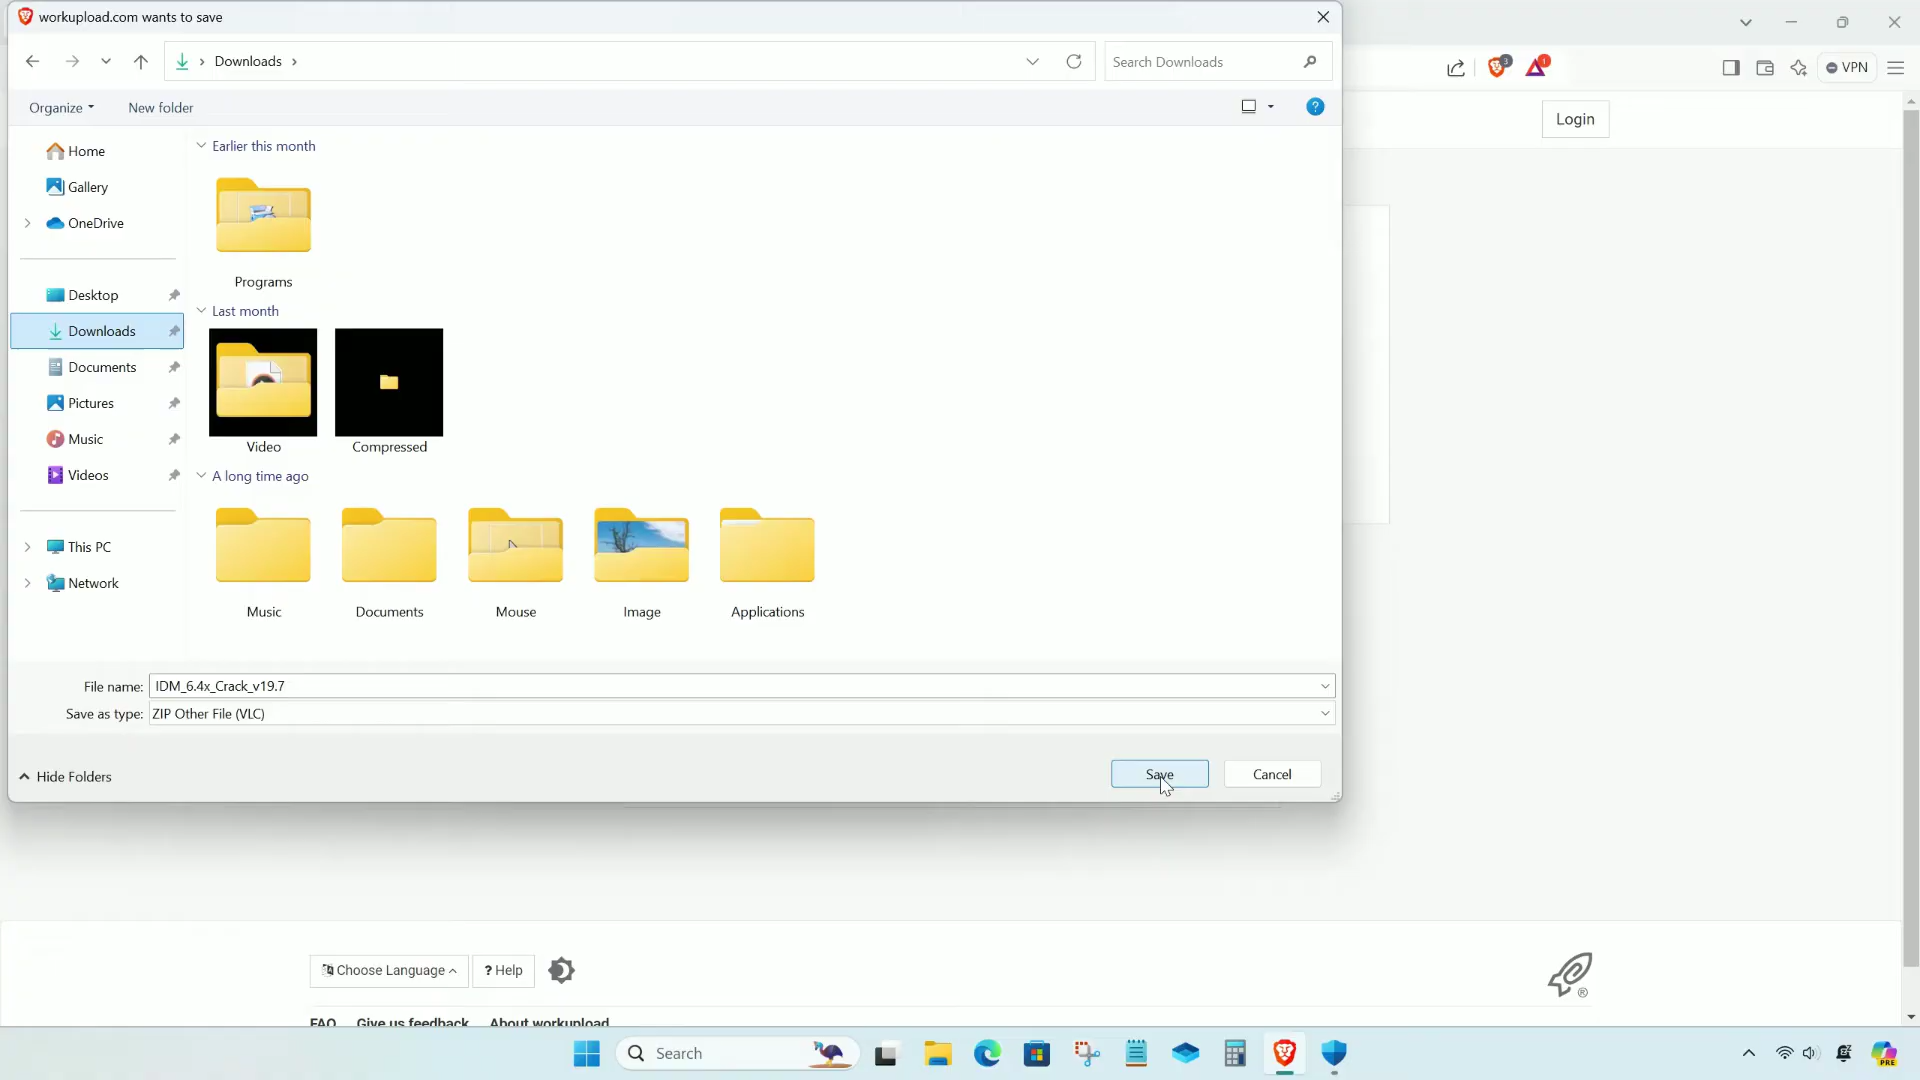 workupload.com wants to save
Downloads
Search Downloads
3
1
VPN
Organize
New folder
?
Login
Home
Gallery
OneDrive
Desktop
Downloads
Documents
Pictures
Music
Videos
This PC
Network
Earlier this month
Programs
Last month
Video
Compressed
A long time ago
Music
Documents
Mouse
Image
Applications
File name: IDM_6.4x_Crack_v19.7
Save as type: ZIP Other File (VLC)
Hide Folders
Save
Cancel
Choose Language
? Help
®
FAQ
Give us feedback
About workupload
Search
PRE